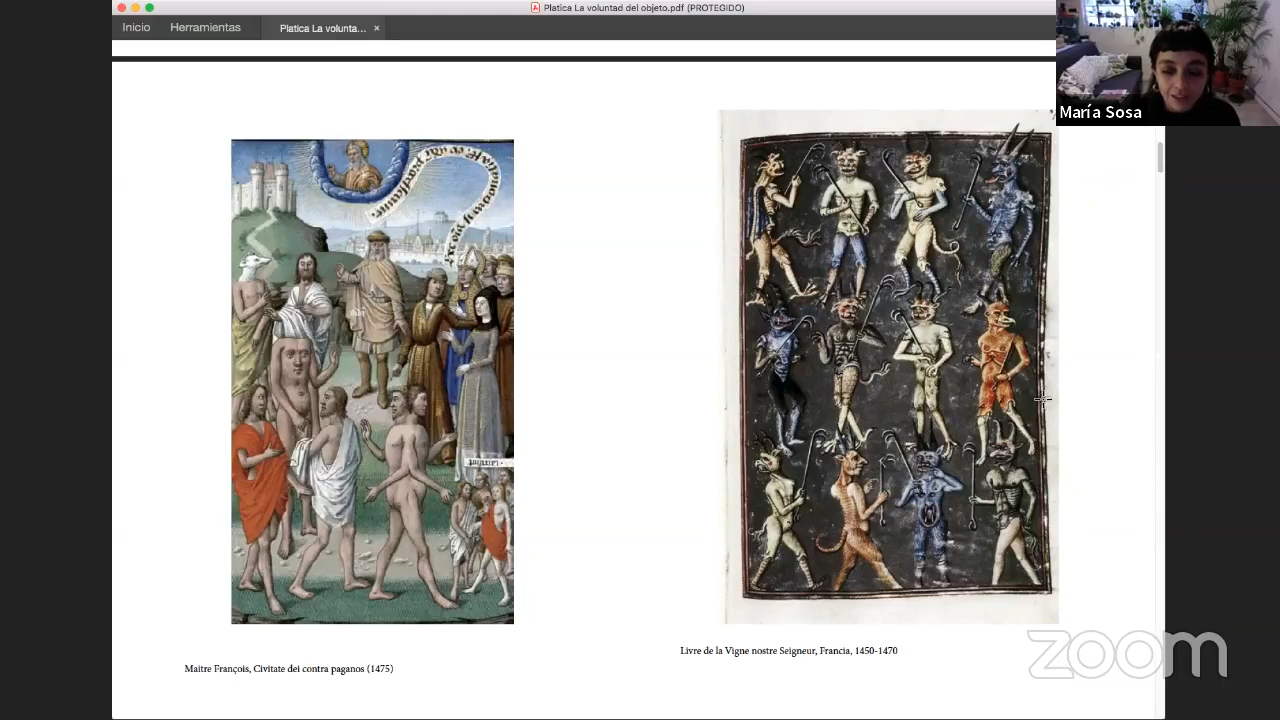 Platica La voluntad del objeto.pdf (PROTEGIDO)
Inicio Herramientas Platica La volunta... ×
María Sosa
Livre de la Vigne nostre Seigneur, Francia, 1450-1470
Maitre François, Civitate dei contra paganos (1475)
zoom